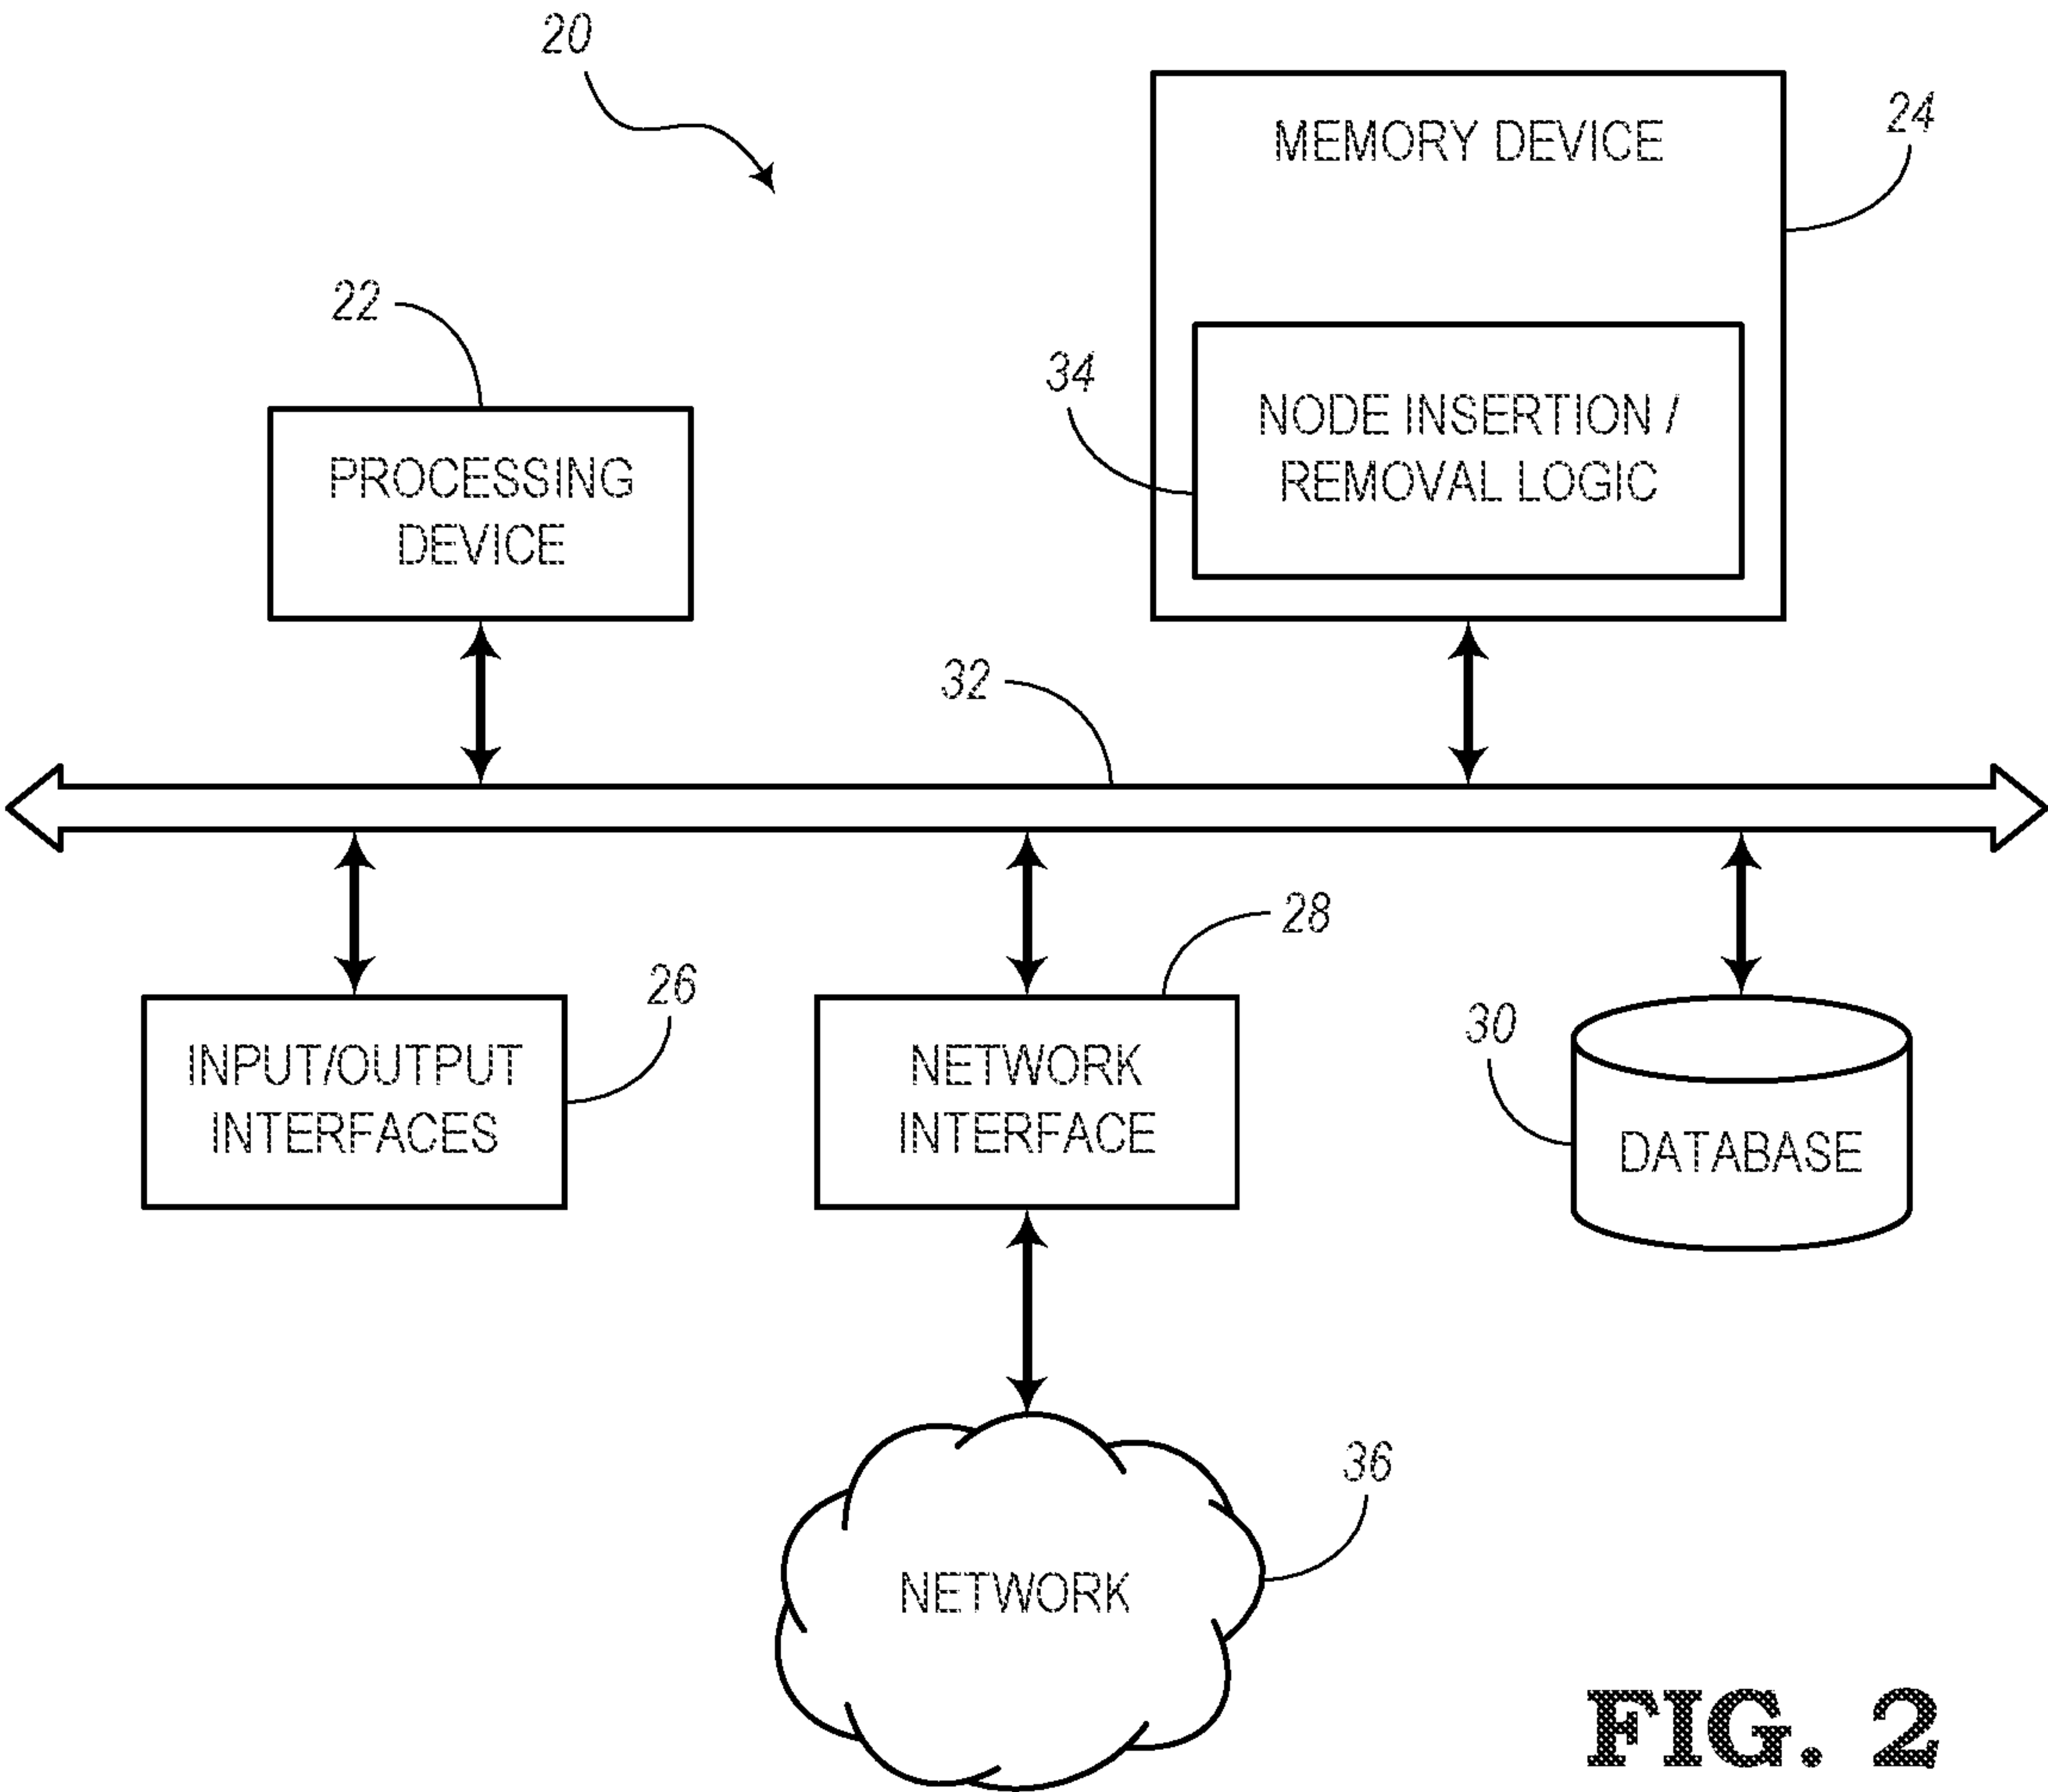 20
MEMORY DEVICE
24
22
34
NODE INSERTION /
REMOVAL LOGIC
PROCESSING
DEVICE
32
28
26
30
INPUT/OUTPUT
INTERFACES
NETWORK
INTERFACE
DATABASE
36
NETWORK
FIG. 2